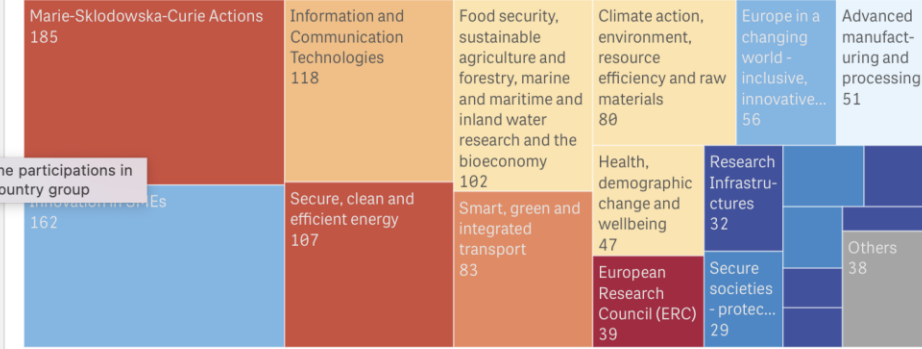 Marie-Sklodowska-Curie Actions
185
Information and
Communication
Technologies
118
Food security,
sustainable
agriculture and
forestry, marine
and maritime and
inland water
research and the
bioeconomy
102
Climate action,
environment,
resource
efficiency and raw
materials
80
Europe in a
changing
world -
inclusive,
innovative...
56
Advanced
manufact-
uring and
processing
51
ne participations in
ountry group
Innovation in SMEs
162
Secure, clean and
efficient energy
107
Smart, green and
integrated
transport
83
Health,
demographic
change and
wellbeing
47
European
Research
Council (ERC)
39
Research
Infrastru-
ctures
32
Secure
societies
- protec...
29
Others
38